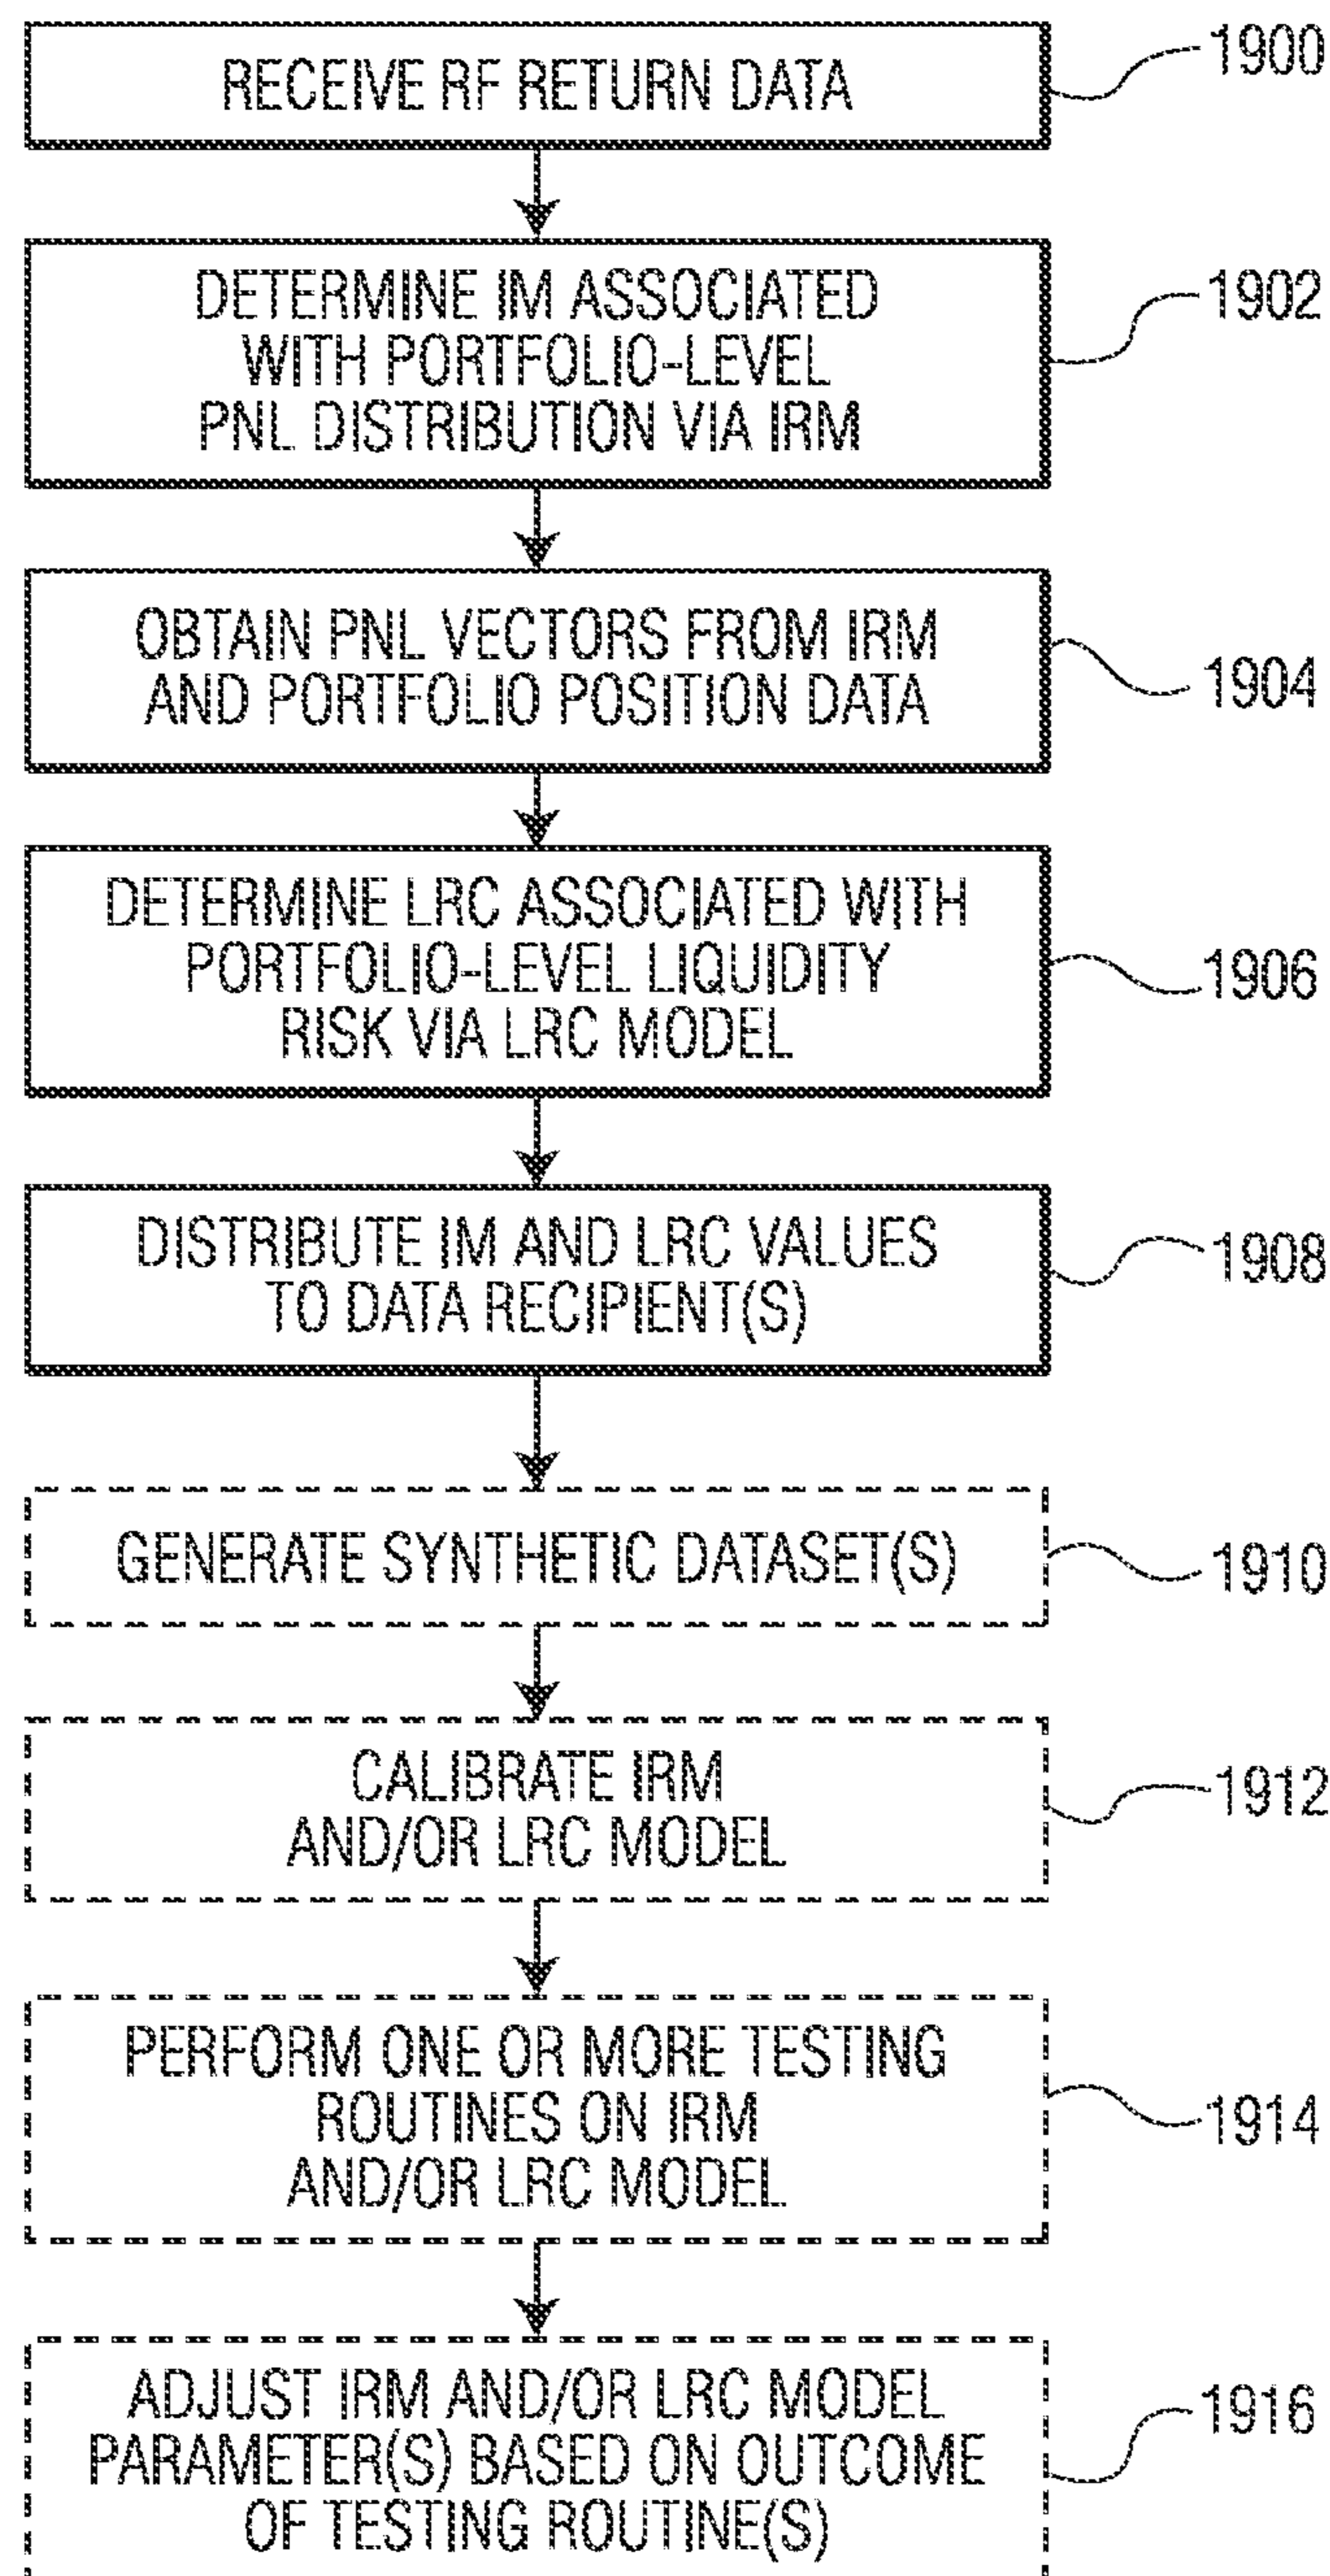 RECEIVE RF RETURN DATA
1900
DETERMINE IM ASSOCIATED
WITH PORTFOLIO-LEVEL
PNL DISTRIBUTION VIA IRM
1902
OBTAIN PNL VECTORS FROM IRM
AND PORTFOLIO POSITION DATA
1904
DETERMINE LRC ASSOCIATED WITH
PORTFOLIO-LEVEL LIQUIDITY
RISK VIA LRC MODEL
1906
DISTRIBUTE IM AND LRC VALUES
TO DATA RECIPIENT(S)
1908
GENERATE SYNTHETIC DATASET(S)
1910
CALIBRATE IRM
AND/OR LRC MODEL
1912
PERFORM ONE OR MORE TESTING
ROUTINES ON IRM
AND/OR LRC MODEL
1914
ADJUST IRM AND/OR LRC MODEL
PARAMETER(S) BASED ON OUTCOME
OF TESTING ROUTINE(S)
1916